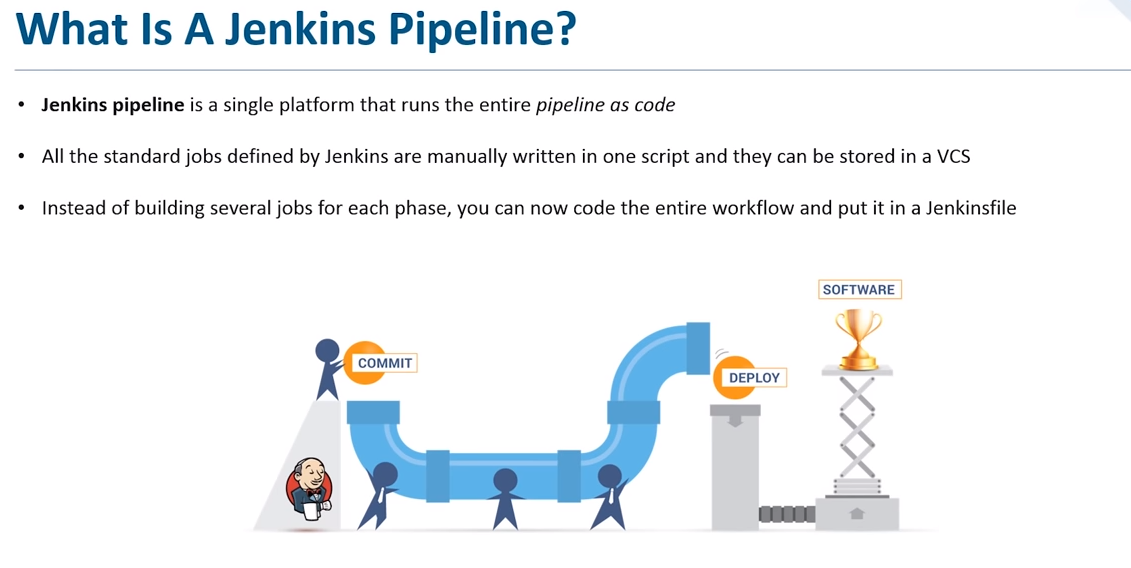 What Is A Jenkins Pipeline?
• Jenkins pipeline is a single platform that runs the entire pipeline as code
• All the standard jobs defined by Jenkins are manually written in one script and they can be stored in a VCS
• Instead of building several jobs for each phase, you can now code the entire workflow and put it in a Jenkinsfile
SOFTWARE
COMMIT
DEPLOY